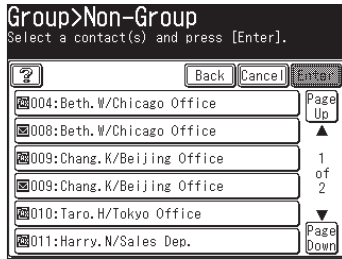 Group>Non-Group
Select a contact(s) and press [Enter].
? Back Cancel Enter
004:Beth.W/Chicago Office
008:Beth.W/Chicago Office
009:Chang.K/Beijing Office
009:Chang.K/Beijing Office
010:Taro.H/Tokyo Office
011:Harry.N/Sales Dep.
Page
Up
1
of
2
Page
Down